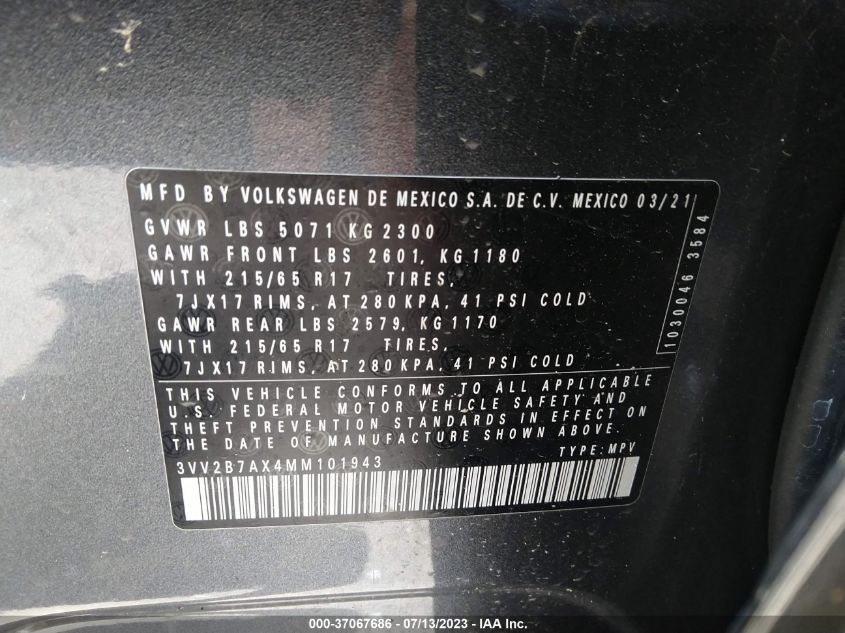 MFD BY VOLKSWAGEN DE MEXICO S.A. DE C.V. MEXICO 03/21
GVWR LBS 5071 KG 2300
GAWR FRONT LBS 2601, KG 1180
WITH 215/65 R17 TIRES,
7JX17 RIMS, AT 280 KPA, 41 PSI COLD
GAWR REAR LBS 2579, KG 1170
WITH 215/65 R17 TIRES,
7JX17 RIMS, AT 280 KPA, 41 PSI COLD
THIS VEHICLE CONFORMS TO ALL APPLICABLE
U.S. FEDERAL MOTOR VEHICLE SAFETY AND
THEFT PREVENTION STANDARDS IN EFFECT ON
THE DATE OF MANUFACTURE SHOWN ABOVE.
3VV2B7AX4MM101943 TYPE: MPV
1030046 3584
000-37067686 - 07/13/2023 - IAA Inc.